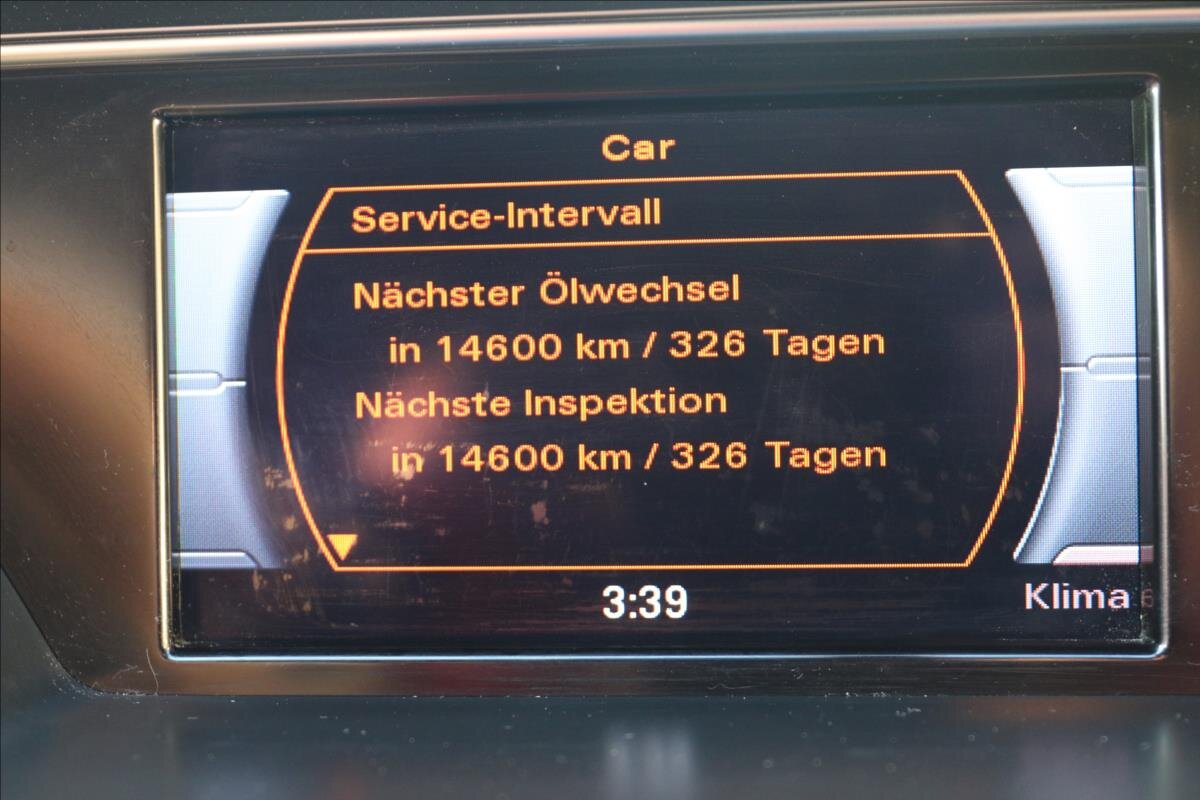 Car
Service-Intervall
Nächster Ölwechsel
in 14600 km / 326 Tagen
Nächste Inspektion
in 14600 km / 326 Tagen
3:39
Klima